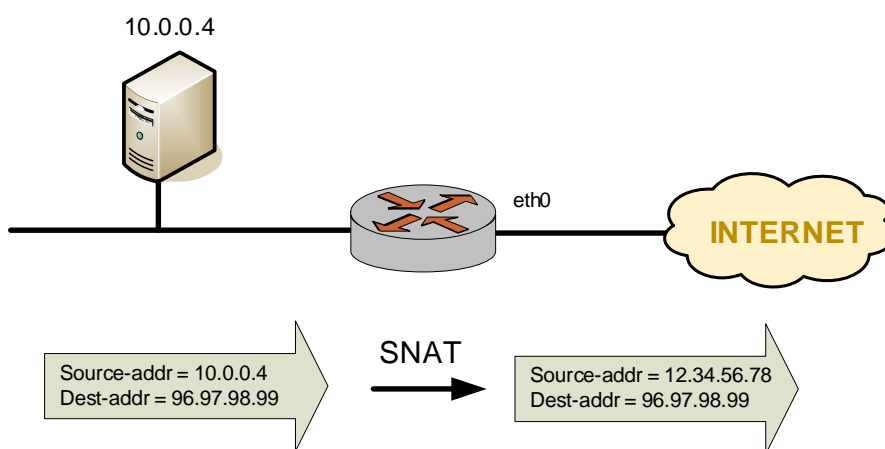 10.0.0.4
eth0
INTERNET
Source-addr = 10.0.0.4
Dest-addr = 96.97.98.99
SNAT
Source-addr = 12.34.56.78
Dest-addr = 96.97.98.99